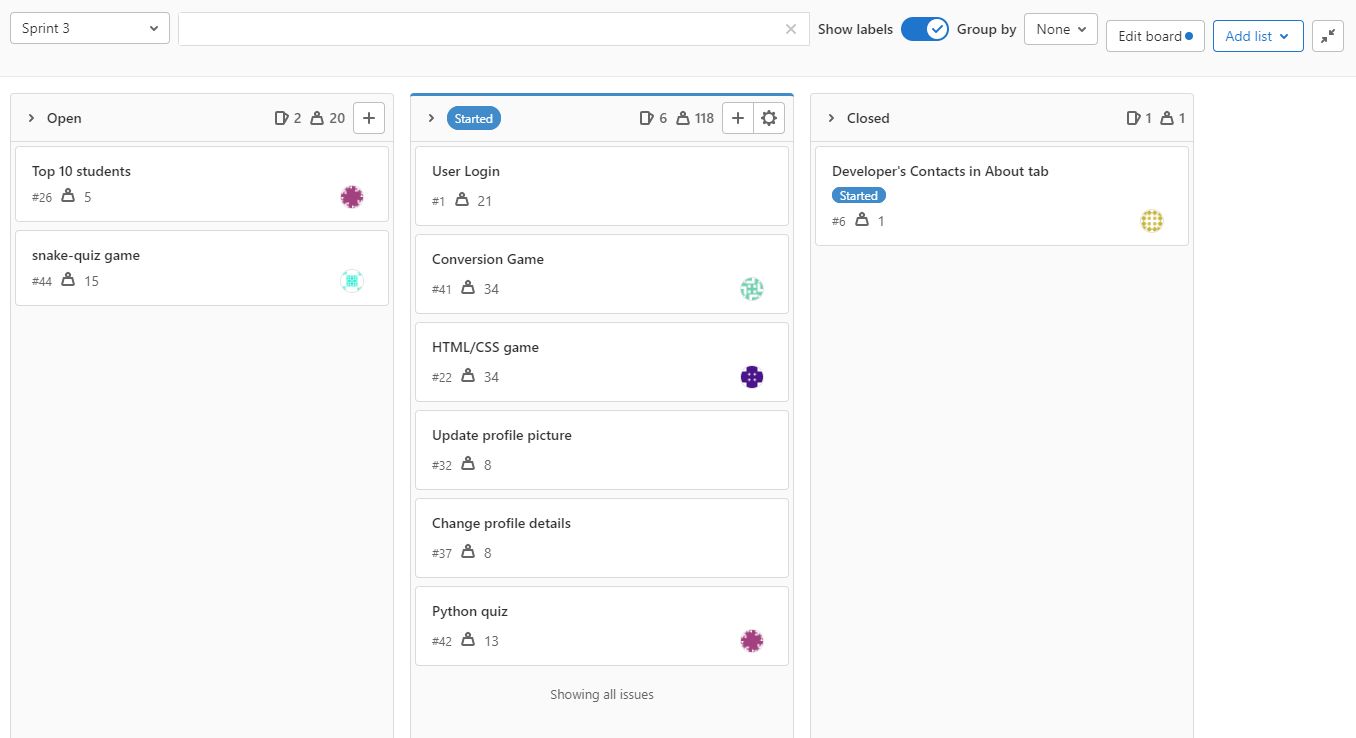 Sprint 3
Show labels
Group by
None
Edit board
Add list
Open 2 20
Top 10 students
#26 5
snake-quiz game
#44 15
Started 6 118
User Login
#1 21
Conversion Game
#41 34
HTML/CSS game
#22 34
Update profile picture
#32 8
Change profile details
#37 8
Python quiz
#42 13
Showing all issues
Closed 1 1
Developer's Contacts in About tab
Started
#6 1